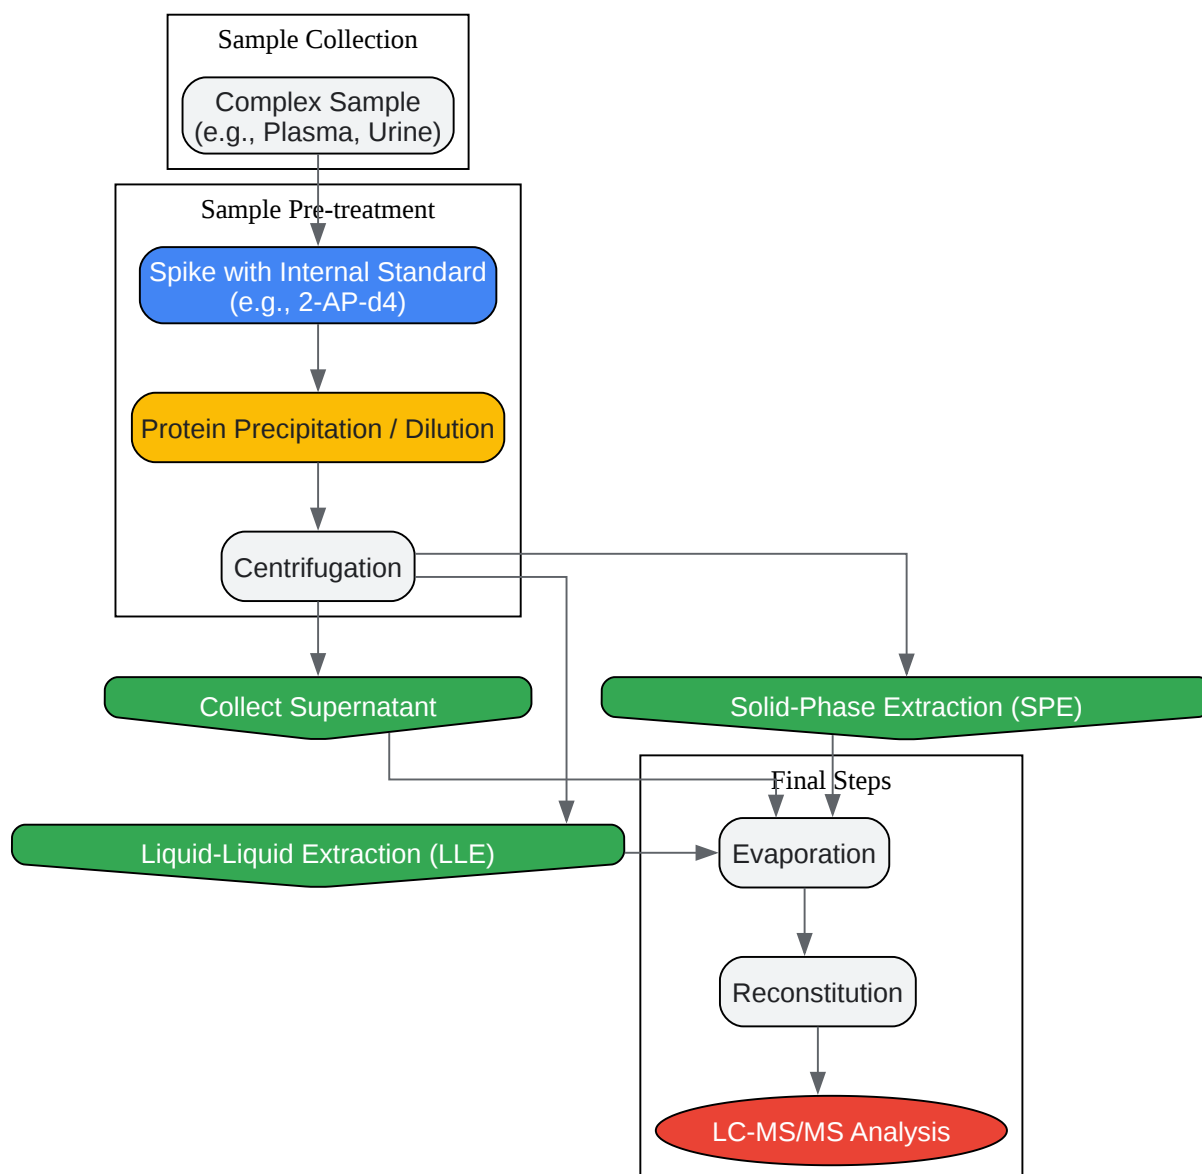 Sample Collection
Complex Sample
(e.g., Plasma, Urine)
Sample Pre-treatment
Spike with Internal Standard
(e.g., 2-AP-d4)
Protein Precipitation / Dilution
Centrifugation
Collect Supernatant
Solid-Phase Extraction (SPE)
Final Steps
Liquid-Liquid Extraction (LLE)
Evaporation
Reconstitution
LC-MS/MS Analysis